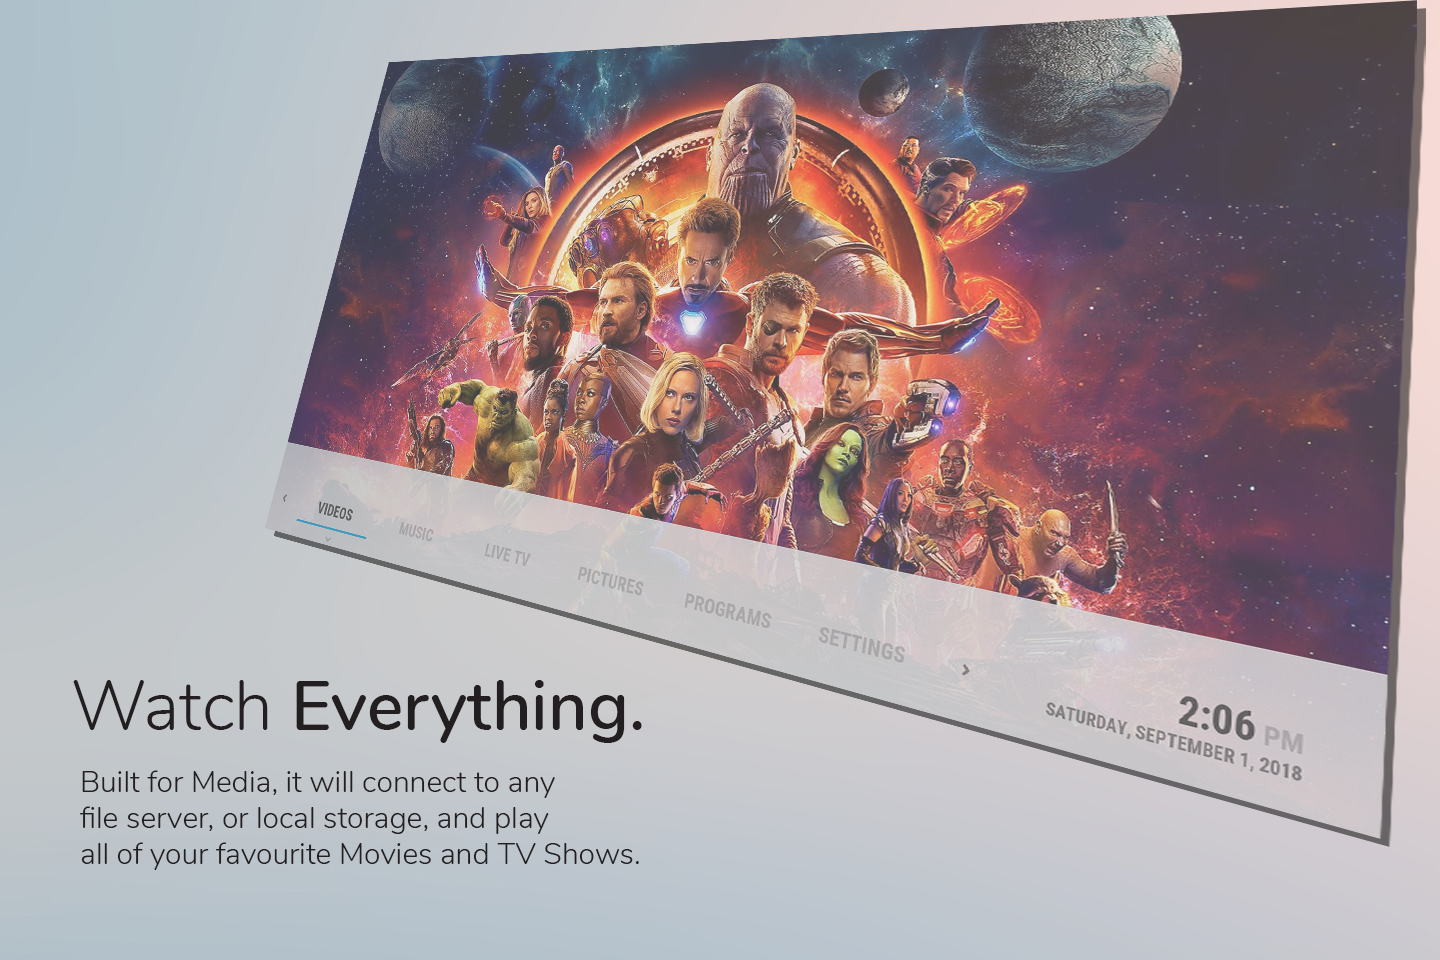 VIDEOS
MUSIC
LIVE TV
PICTURES
PROGRAMS
SETTINGS
2:06 PM
SATURDAY, SEPTEMBER 1, 2018
Watch Everything.
Built for Media, it will connect to any
file server, or local storage, and play
all of your favourite Movies and TV Shows.